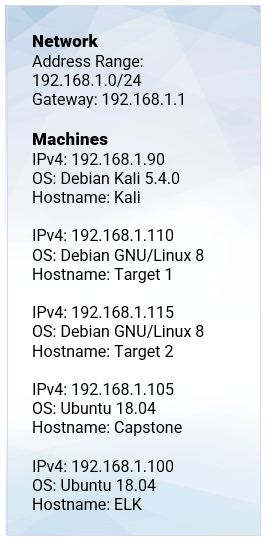 Network
Address Range:
192.168.1.0/24
Gateway: 192.168.1.1
Machines
IPv4: 192.168.1.90
OS: Debian Kali 5.4.0
Hostname: Kali
IPv4: 192.168.1.110
OS: Debian GNU/Linux 8
Hostname: Target 1
IPv4: 192.168.1.115
OS: Debian GNU/Linux 8
Hostname: Target 2
IPv4: 192.168.1.105
OS: Ubuntu 18.04
Hostname: Capstone
IPv4: 192.168.1.100
OS: Ubuntu 18.04
Hostname: ELK